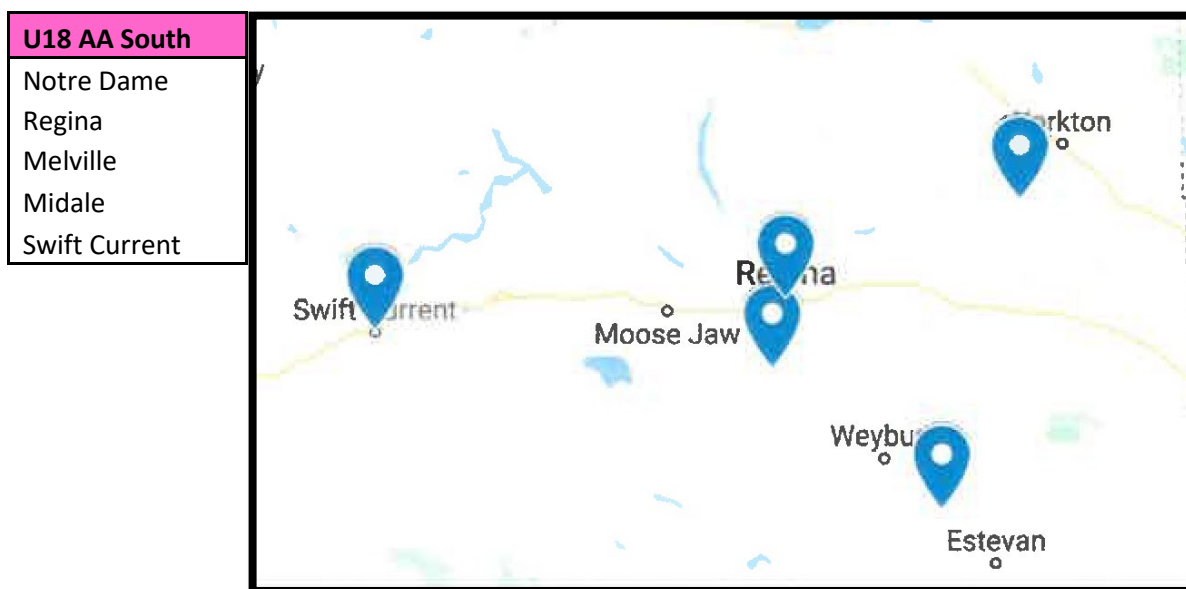 U18 AA South
Notre Dame
Regina
Melville
Midale
Swift Current
Moose Jaw
Estevan